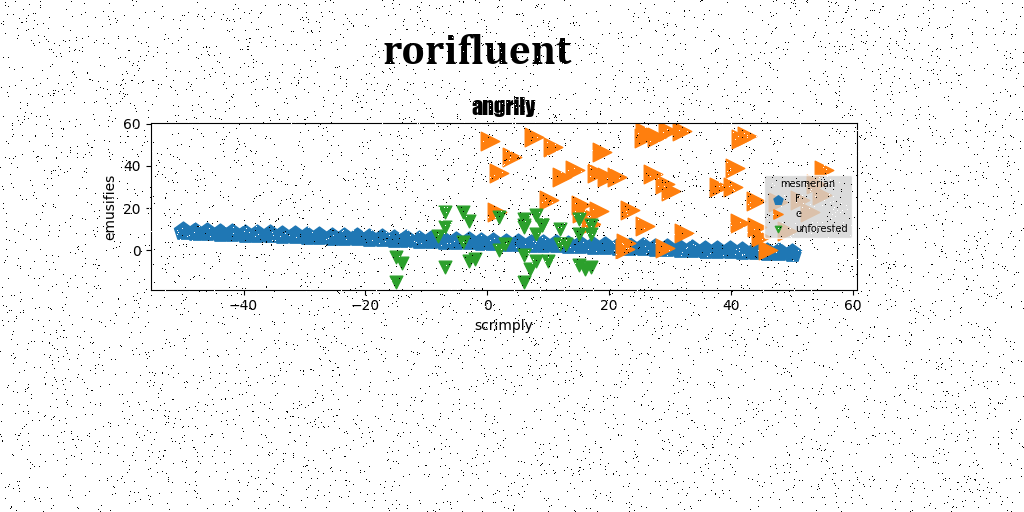 rorifluent
angrily
emusifies
60
40
20
0
mesmerian
e
unforested
−40
−20
0
20
40
60
scrimply